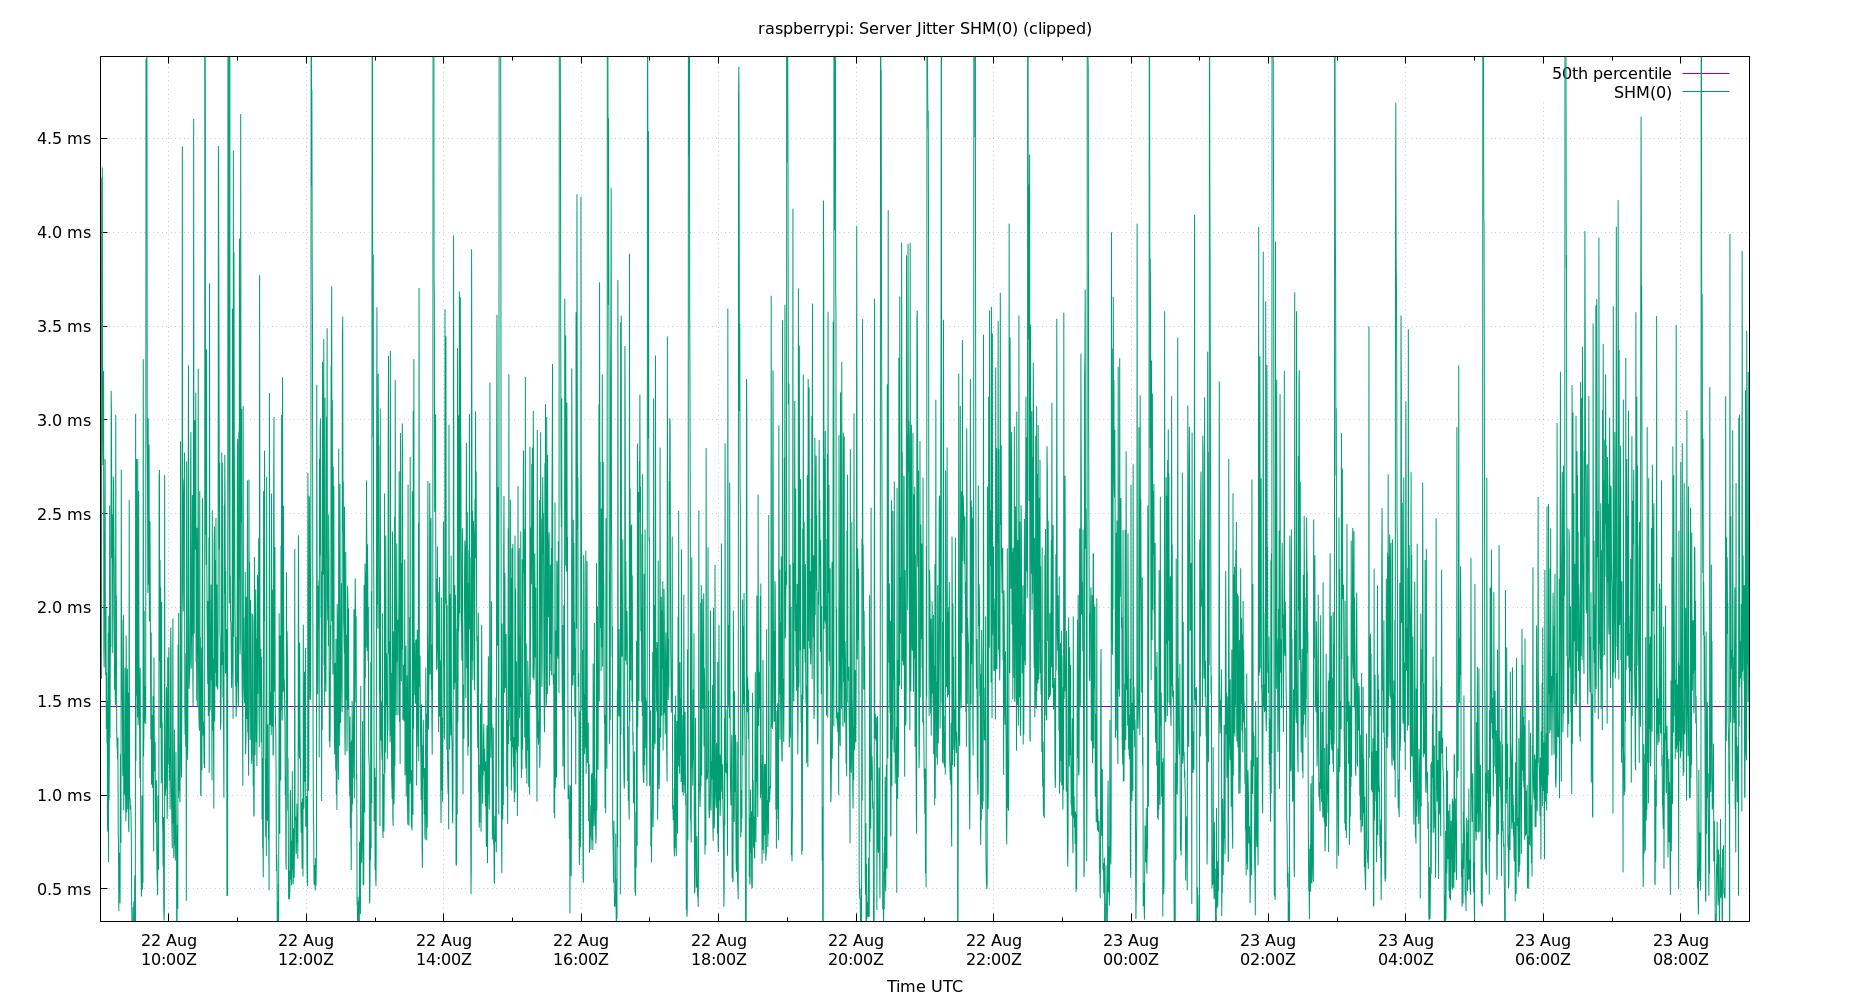 raspberrypi: Server Jitter SHM(0) (clipped)
50th percentile
SHM(0)
4.5 ms
4.0 ms
3.5 ms
3.0 ms
2.5 ms
2.0 ms
1.5 ms
1.0 ms
0.5 ms
22 Aug 22 Aug 22 Aug 22 Aug 22 Aug 22 Aug 22 Aug 23 Aug 23 Aug 23 Aug 23 Aug 23 Aug
10:00Z 12:00Z 14:00Z 16:00Z 18:00Z 20:00Z 22:00Z 00:00Z 02:00Z 04:00Z 06:00Z 08:00Z
Time UTC